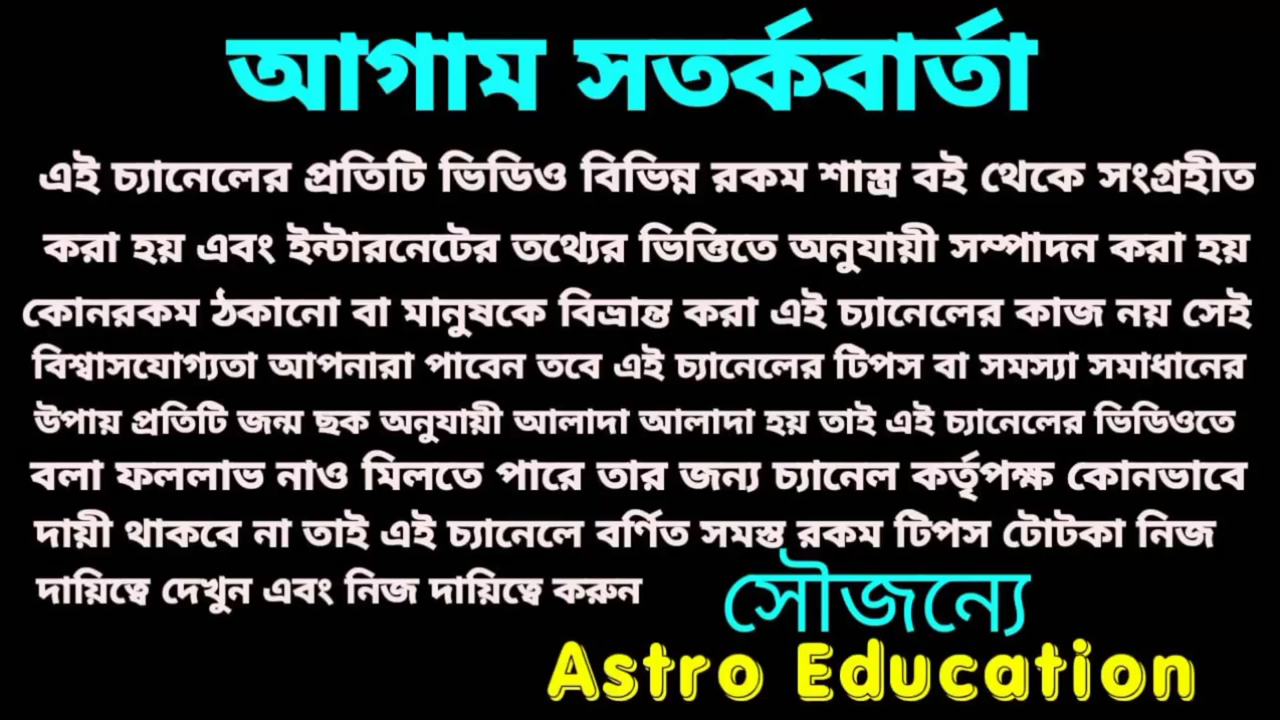 আগাম সতর্কবার্তা
এই চ্যানেলের প্রতিটি ভিডিও বিভিন্ন রকম শাস্ত্র বই থেকে সংগ্রহীত
করা হয় এবং ইন্টারনেটের তথ্যের ভিত্তিতে অনুযায়ী সম্পাদন করা হয়
কোনরকম ঠকানো বা মানুষকে বিভ্রান্ত করা এই চ্যানেলের কাজ নয় সেই
বিশ্বাসযোগ্যতা আপনারা পাবেন তবে এই চ্যানেলের টিপস বা সমস্যা সমাধানের
উপায় প্রতিটি জন্ম ছক অনুযায়ী আলাদা আলাদা হয় তাই এই চ্যানেলের ভিডিওতে
বলা ফললাভ নাও মিলতে পারে তার জন্য চ্যানেল কর্তৃপক্ষ কোনভাবে
দায়ী থাকবে না তাই এই চ্যানেলে বর্ণিত সমস্ত রকম টিপস টোটকা নিজ
দায়িত্বে দেখুন এবং নিজ দায়িত্বে করুন
সৌজন্যে
Astro Education